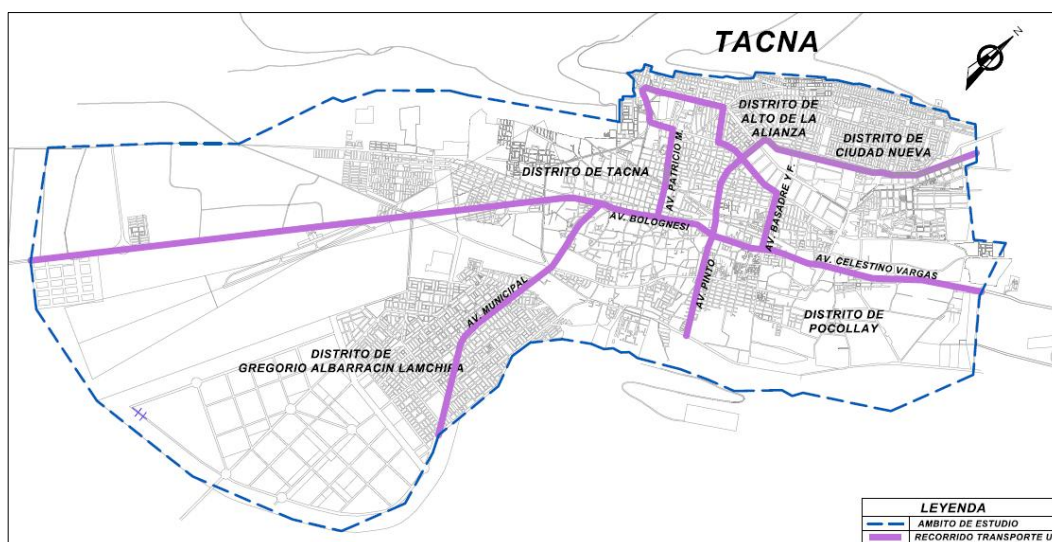 TACNA
N
DISTRITO DE
ALTO DE LA
ALIANZA
DISTRITO DE
CIUDAD NUEVA
DISTRITO DE TACNA
AV. PATRICIO M.
AV. BASADRE Y F.
AV. BOLOGNESI
AV. CELESTINO VARGAS
AV. PINTO
AV. MUNICIPAL
DISTRITO DE
POCOLLAY
DISTRITO DE
GREGORIO ALBARRACIN LAMCHIPA
LEYENDA
AMBITO DE ESTUDIO
RECORRIDO TRANSPORTE U